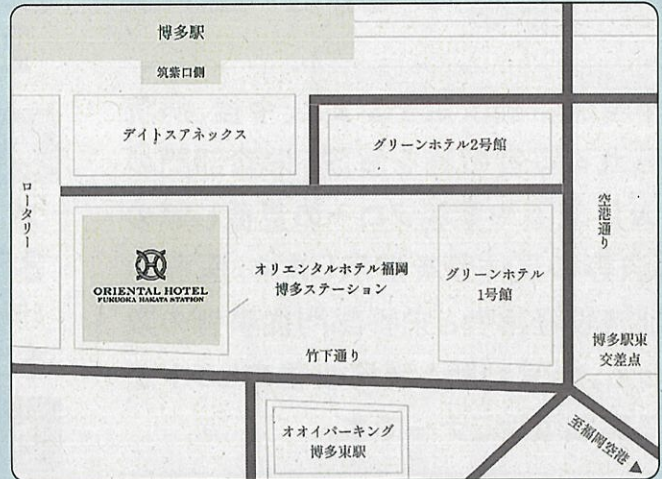 博多駅
筑紫口側
デイトスアネックス
グリーンホテル2号館
ロータリー
空港通り
ORIENTAL HOTEL
FUKUOKA HAKATA STATION
オリエンタルホテル福岡
博多ステーション
グリーンホテル
1号館
竹下通り
博多駅東
交差点
オオイパーキング
博多東駅
至福岡空港▶